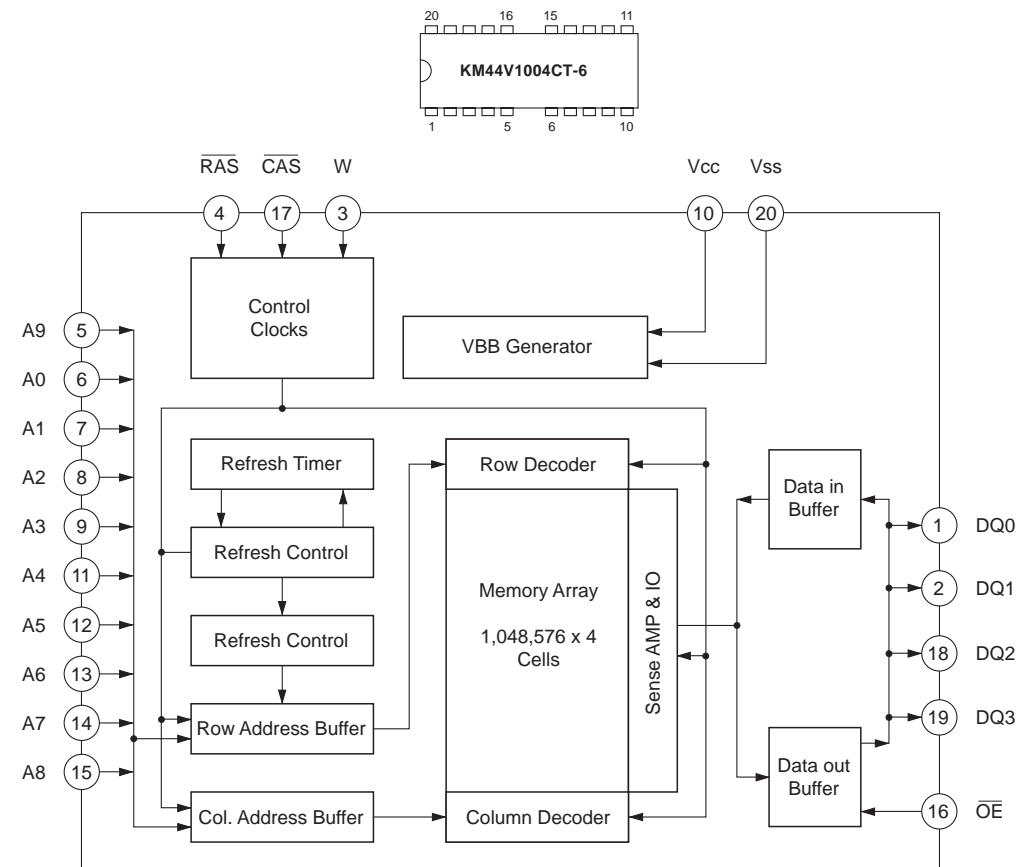 20 16 15 11
KM44V1004CT-6
1 5 6 10
RAS CAS W Vcc Vss
4 17 3 10 20
Control
Clocks
VBB Generator
A9 5
A0 6
A1 7
A2 8
A3 9
A4 11
A5 12
A6 13
A7 14
A8 15
Refresh Timer
Refresh Control
Refresh Control
Row Address Buffer
Col. Address Buffer
Row Decoder
Memory Array
1,048,576 x 4
Cells
Sense AMP & IO
Column Decoder
Data in
Buffer
Data out
Buffer
1 DQ0
2 DQ1
18 DQ2
19 DQ3
16 OE